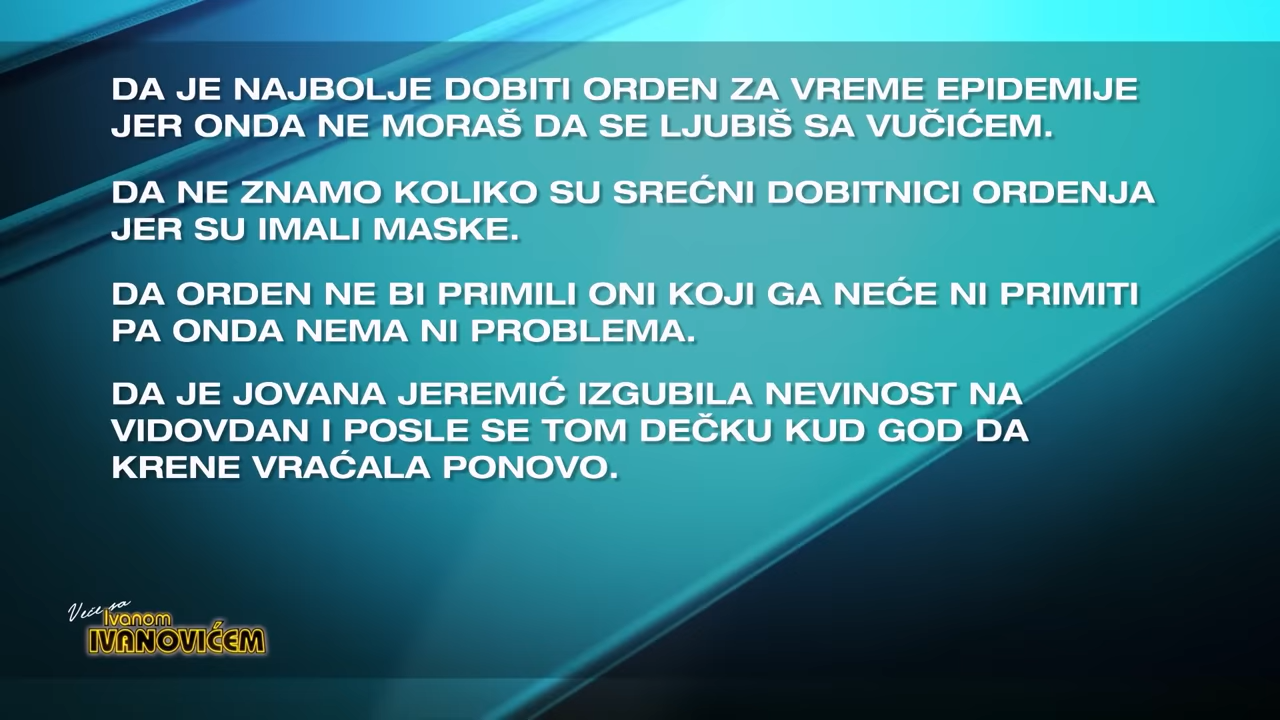 DA JE NAJBOLJE DOBITI ORDEN ZA VREME EPIDEMIJE
JER ONDA NE MORAŠ DA SE LJUBIŠ SA VUČIĆEM.
DA NE ZNAMO KOLIKO SU SREĆNI DOBITNICI ORDENJA
JER SU IMALI MASKE.
DA ORDEN NE BI PRIMILI ONI KOJI GA NEĆE NI PRIMITI
PA ONDA NEMA NI PROBLEMA.
DA JE JOVANA JEREMIĆ IZGUBILA NEVINOST NA
VIDOVDAN I POSLE SE TOM DEČKU KUD GOD DA
KRENE VRAĆALA PONOVO.
Veče sa
Ivanom
IVANOVIĆEM